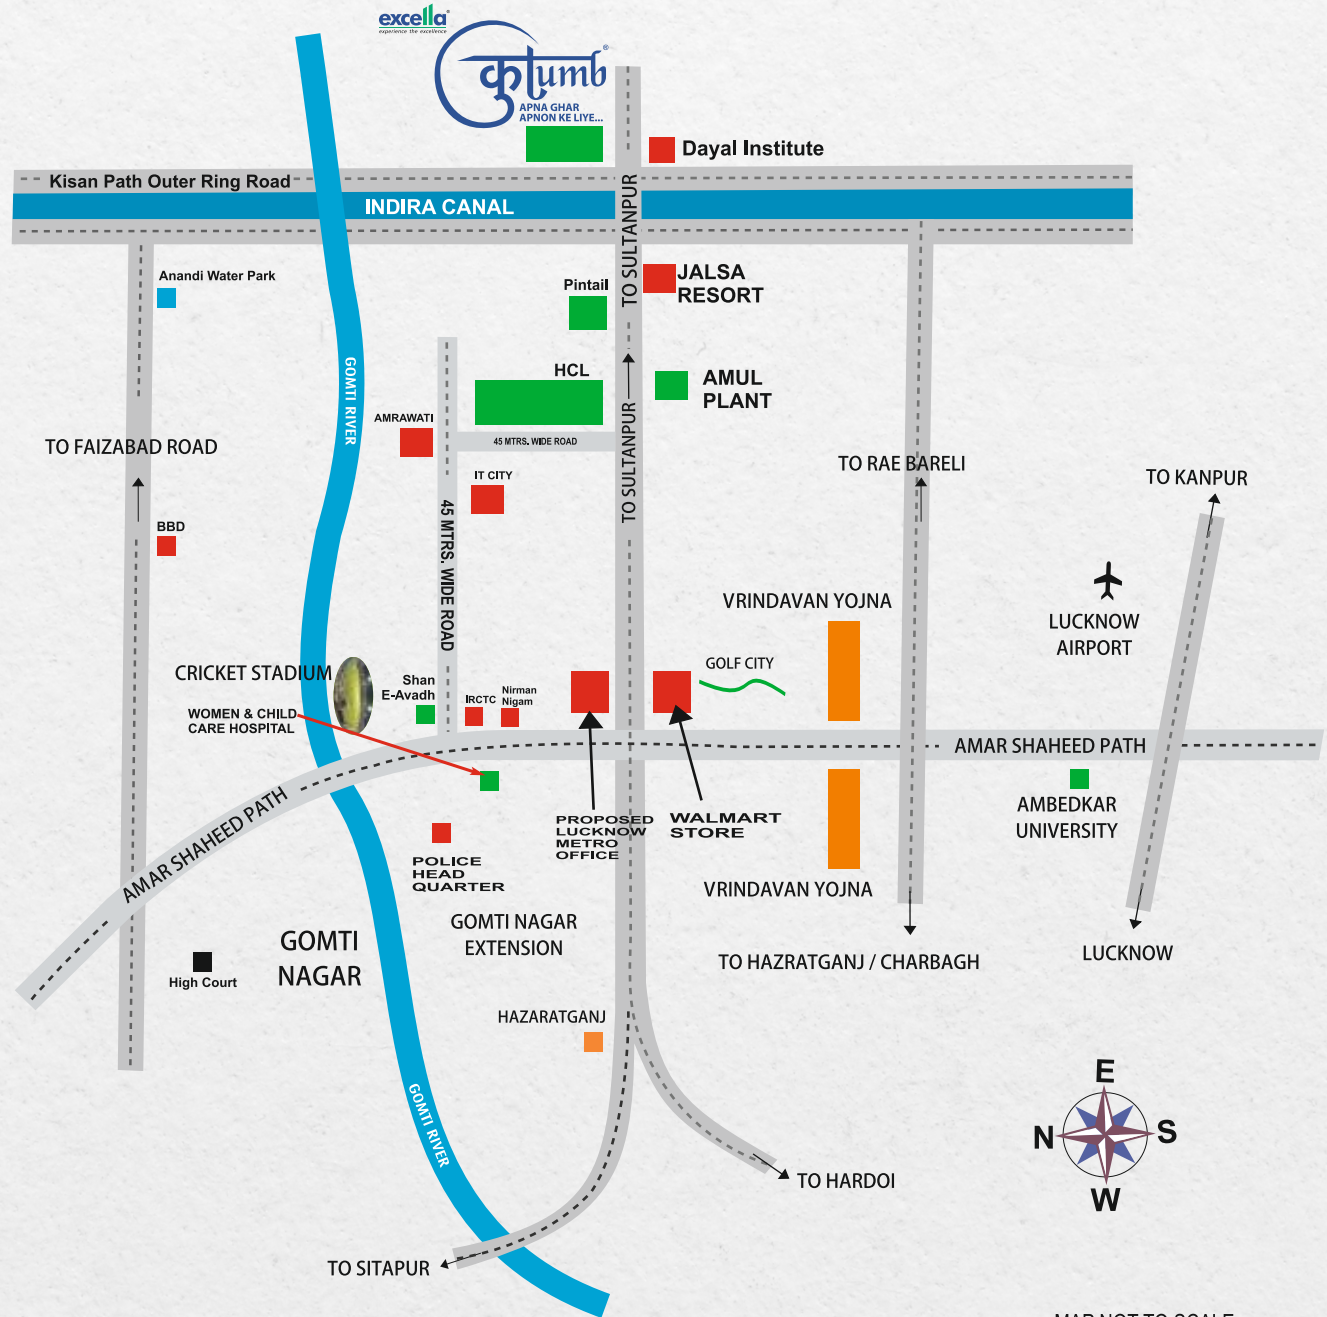 excella®
experience the excellence
कुटुmb®
APNA GHAR
APNON KE LIYE...
Dayal Institute
Kisan Path Outer Ring Road
INDIRA CANAL
TO SULTANPUR
Anandi Water Park
Pintail
JALSA
RESORT
GOMTI RIVER
HCL
AMUL
PLANT
AMRAWATI
45 MTRS. WIDE ROAD
TO SULTANPUR
TO FAIZABAD ROAD
TO RAE BARELI
TO KANPUR
IT CITY
45 MTRS. WIDE ROAD
BBD
VRINDAVAN YOJNA
LUCKNOW
AIRPORT
CRICKET STADIUM
GOLF CITY
Shan
E-Avadh
IRCTC
Nirman
Nigam
WOMEN & CHILD
CARE HOSPITAL
AMAR SHAHEED PATH
AMAR SHAHEED PATH
PROPOSED
LUCKNOW
METRO
OFFICE
WALMART
STORE
AMBEDKAR
UNIVERSITY
POLICE
HEAD
QUARTER
VRINDAVAN YOJNA
GOMTI NAGAR
EXTENSION
GOMTI
NAGAR
High Court
TO HAZRATGANJ / CHARBAGH
LUCKNOW
HAZARATGANJ
GOMTI RIVER
E
N
S
W
TO HARDOI
TO SITAPUR
MAP NOT TO SCALE